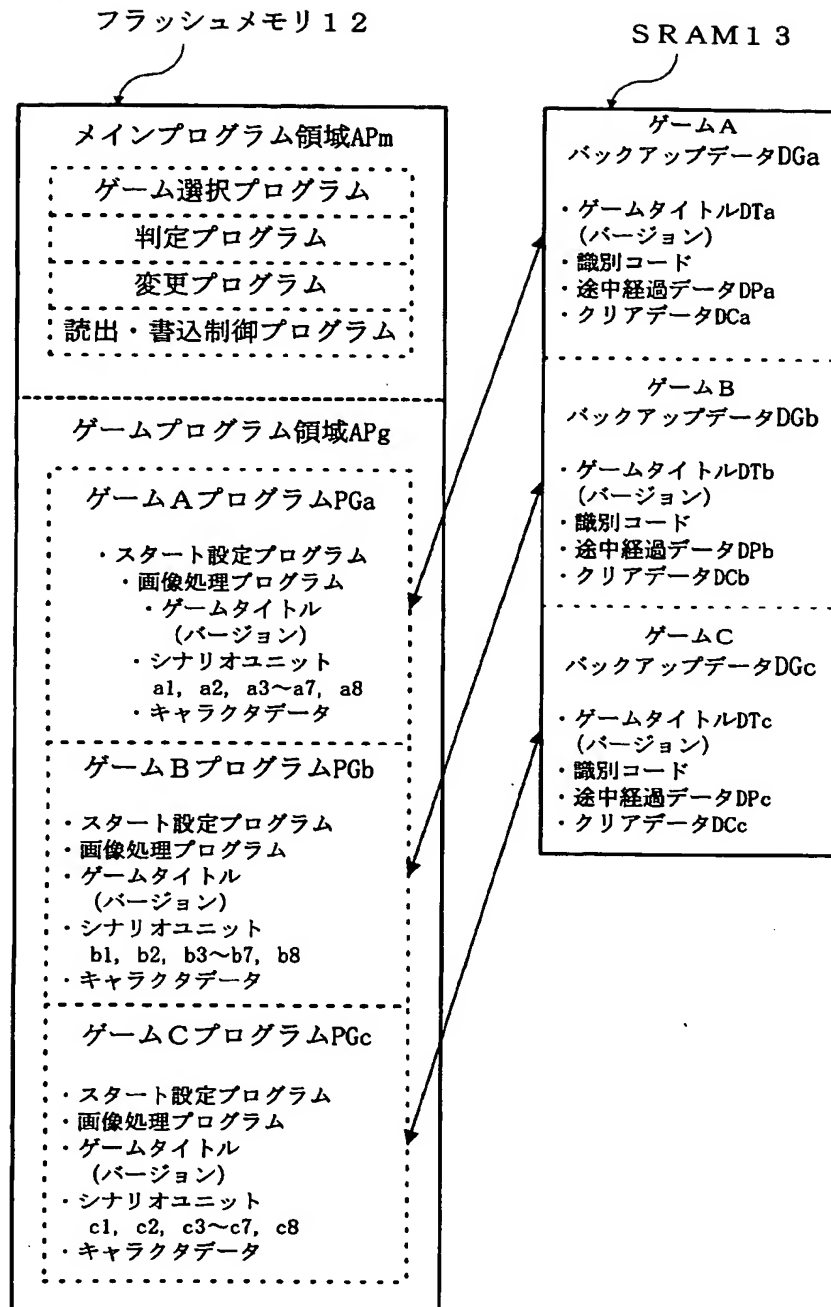 フラッシュメモリ１２
メインプログラム領域APm
ゲーム選択プログラム
判定プログラム
変更プログラム
読出・書込制御プログラム
ゲームプログラム領域APg
ゲームＡプログラムPGa
・スタート設定プログラム
・画像処理プログラム
・ゲームタイトル
(バージョン)
・シナリオユニット
a1, a2, a3～a7, a8
・キャラクタデータ
ゲームＢプログラムPGb
・スタート設定プログラム
・画像処理プログラム
・ゲームタイトル
(バージョン)
・シナリオユニット
b1, b2, b3～b7, b8
・キャラクタデータ
ゲームＣプログラムPGc
・スタート設定プログラム
・画像処理プログラム
・ゲームタイトル
(バージョン)
・シナリオユニット
c1, c2, c3～c7, c8
・キャラクタデータ
ＳＲＡＭ１３
ゲームＡ
バックアップデータDGa
・ゲームタイトルDTa
(バージョン)
・識別コード
・途中経過データDPa
・クリアデータDCa
ゲームＢ
バックアップデータDGb
・ゲームタイトルDTb
(バージョン)
・識別コード
・途中経過データDPb
・クリアデータDCb
ゲームＣ
バックアップデータDGc
・ゲームタイトルDTc
(バージョン)
・識別コード
・途中経過データDPc
・クリアデータDCc